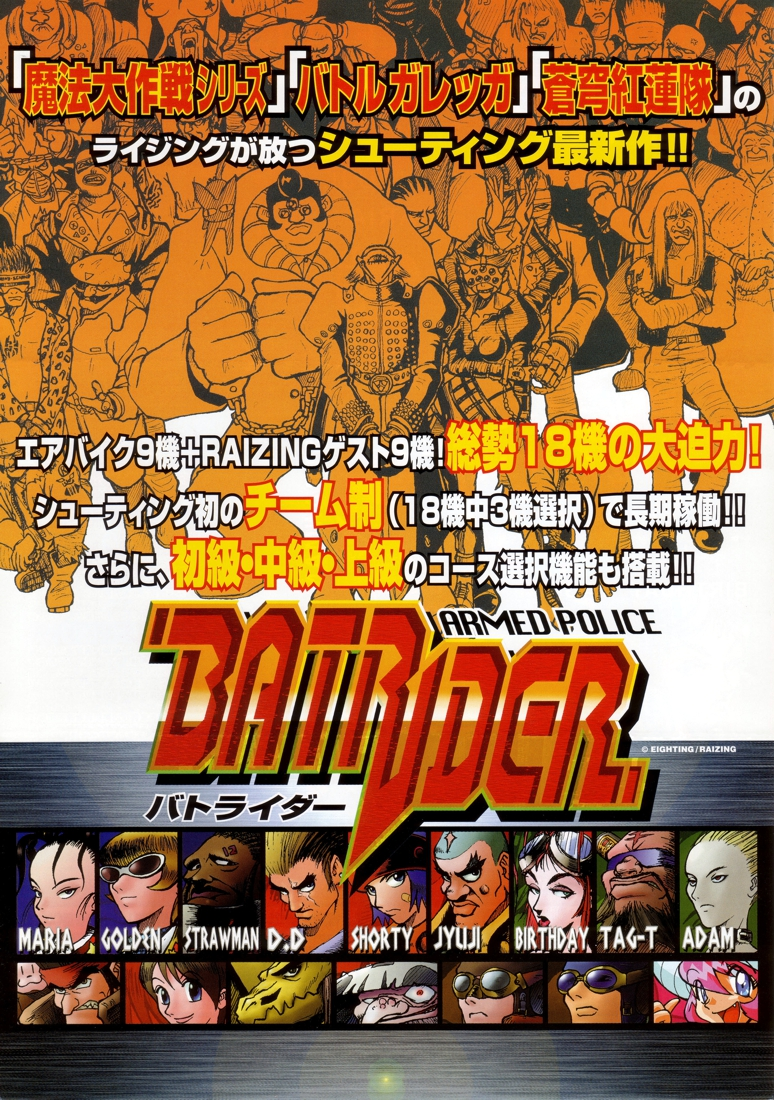 「魔法大作戦シリーズ」「バトルガレッガ」「蒼穹紅蓮隊」の
ライジングが放つシューティング最新作!!
エアバイク9機+RAIZINGゲスト9機!総勢18機の大迫力!
シューティング初のチーム制(18機中3機選択)で長期稼働!!
さらに、初級・中級・上級のコース選択機能も搭載!!
ARMED POLICE
BATRIDER
© EIGHTING/RAIZING
バトライダー
MARIA GOLDEN STRAWMAN D.D SHORTY JYUJI BIRTHDAY TAG-T ADAM